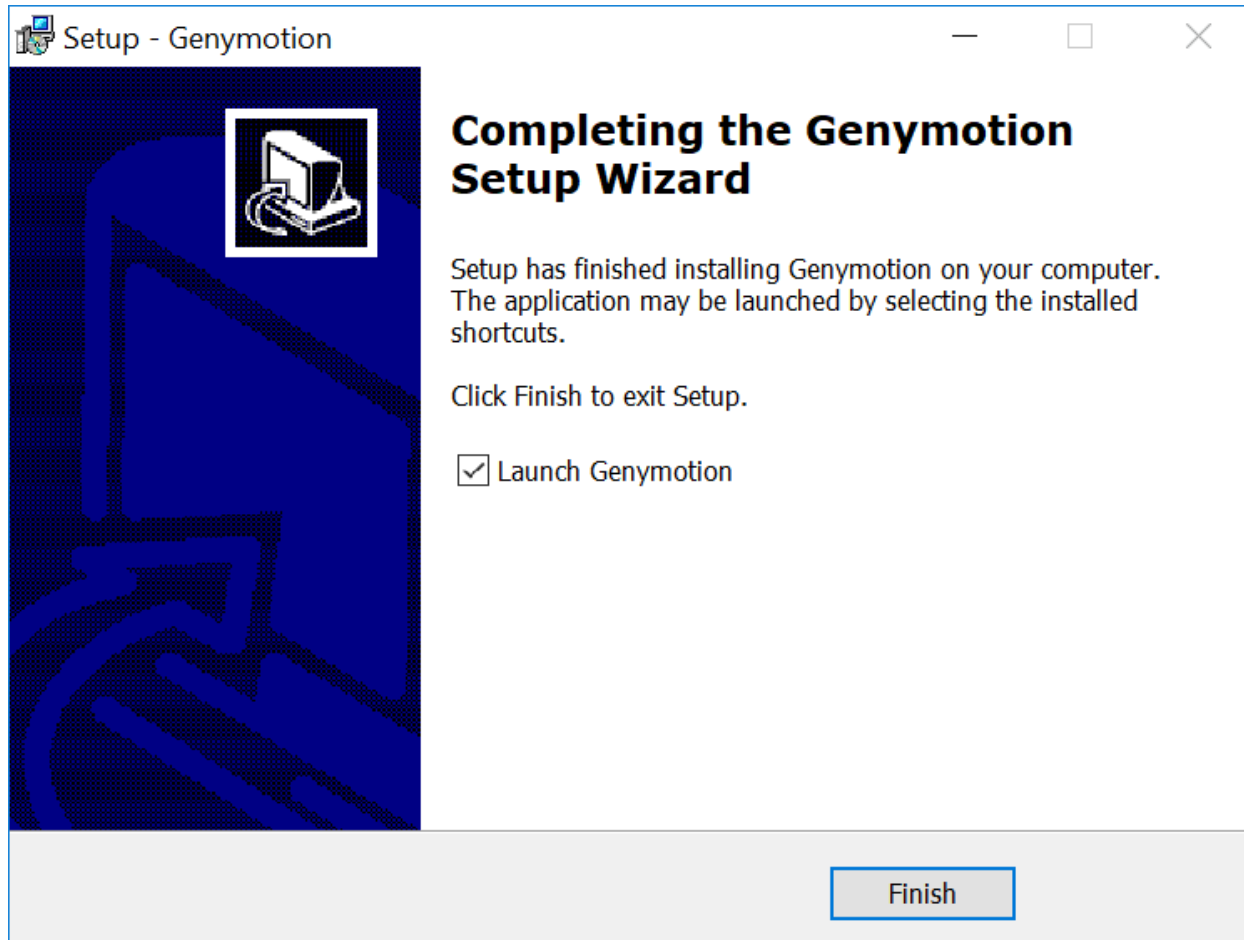 Setup - Genymotion
Completing the Genymotion
Setup Wizard
Setup has finished installing Genymotion on your computer.
The application may be launched by selecting the installed
shortcuts.
Click Finish to exit Setup.
Launch Genymotion
Finish